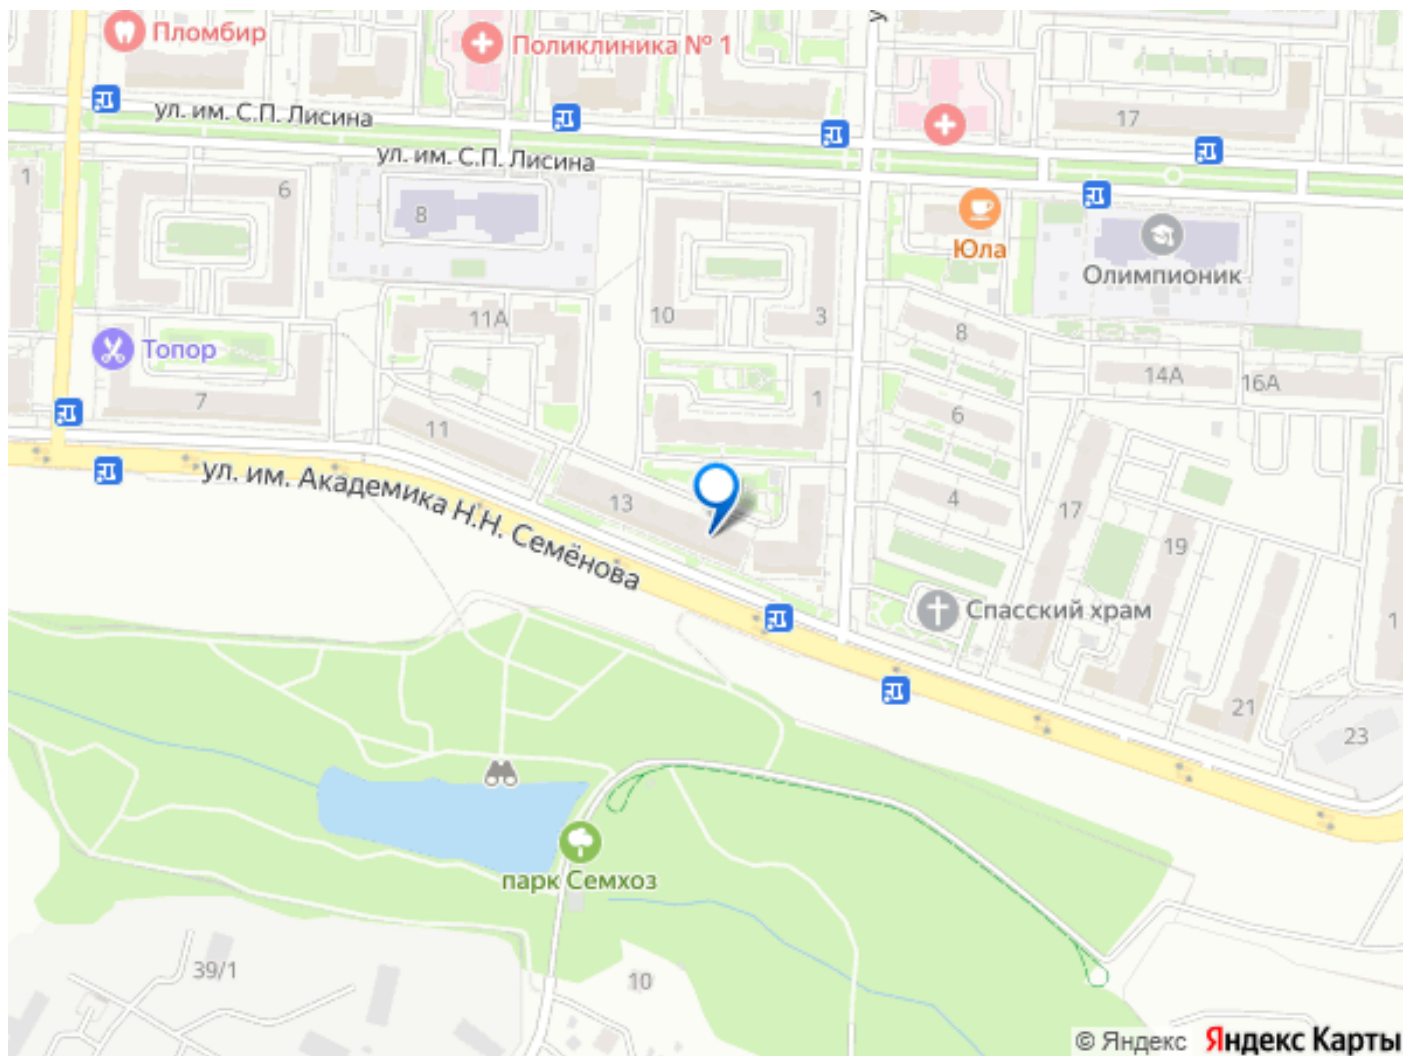 Пломбир
Поликлиника № 1
у
ул. им. С.П. Лисина
17
ул. им. С.П. Лисина
1
6
8
Юла
Олимпионик
11А
10
3
8
Топор
14А
16А
7
1
6
11
ул. им. Академика Н.Н. Семёнова
13
4
17
19
Спасский храм
1
21
23
парк Семхоз
39/1
10
© Яндекс Яндекс Карты